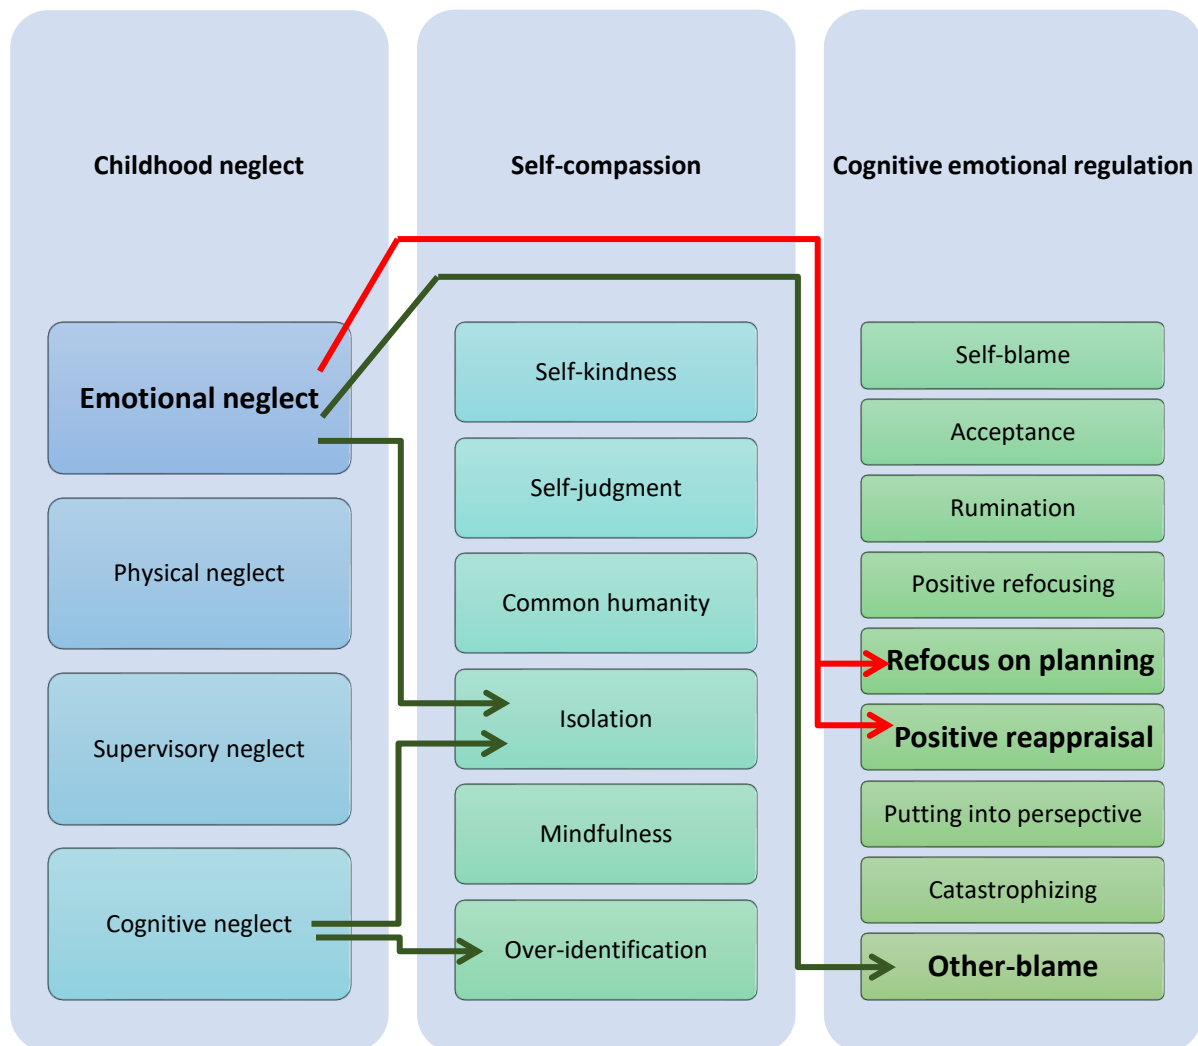 Childhood neglect
Emotional neglect
Physical neglect
Supervisory neglect
Cognitive neglect
Self-compassion
Self-kindness
Self-judgment
Common humanity
Isolation
Mindfulness
Over-identification
Cognitive emotional regulation
Self-blame
Acceptance
Rumination
Positive refocusing
Refocus on planning
Positive reappraisal
Putting into persepctive
Catastrophizing
Other-blame